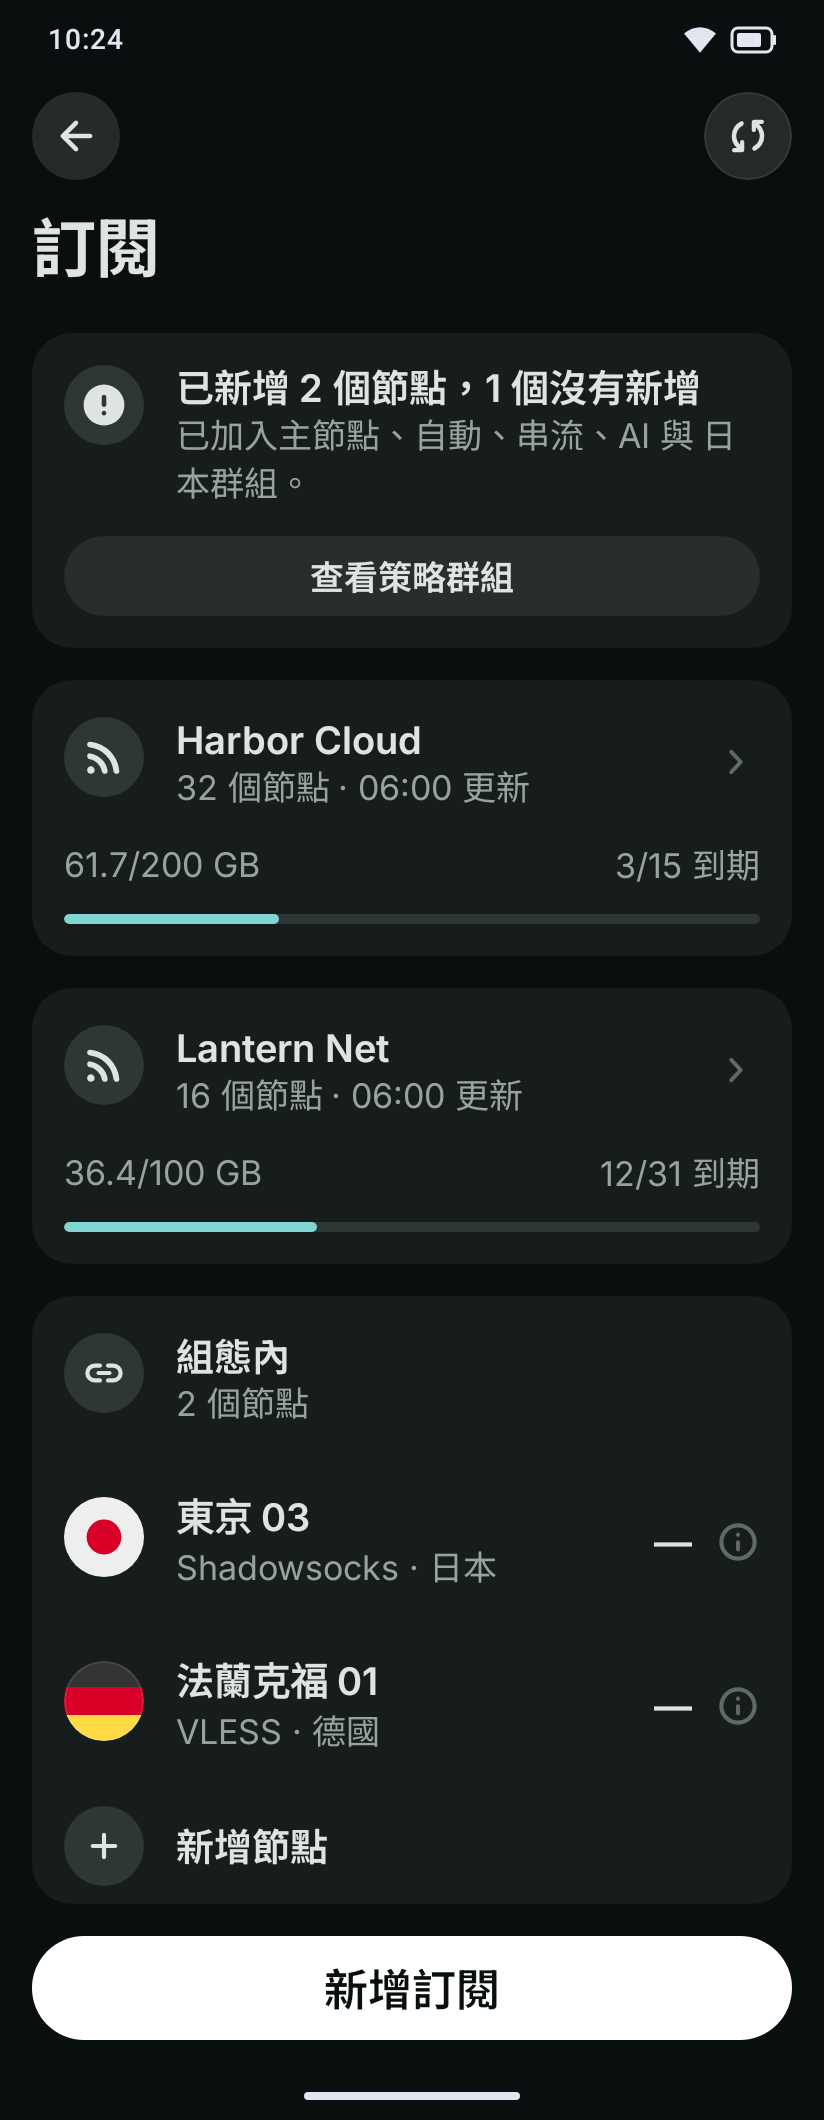 10:24
訂閱
已新增 2 個節點，1 個沒有新增
已加入主節點、自動、串流、AI 與 日
本群組。
查看策略群組
Harbor Cloud
32 個節點 · 06:00 更新
61.7/200 GB
3/15 到期
Lantern Net
16 個節點 · 06:00 更新
36.4/100 GB
12/31 到期
組態內
2 個節點
東京 03
Shadowsocks · 日本
—
法蘭克福 01
VLESS · 德國
—
新增節點
新增訂閱